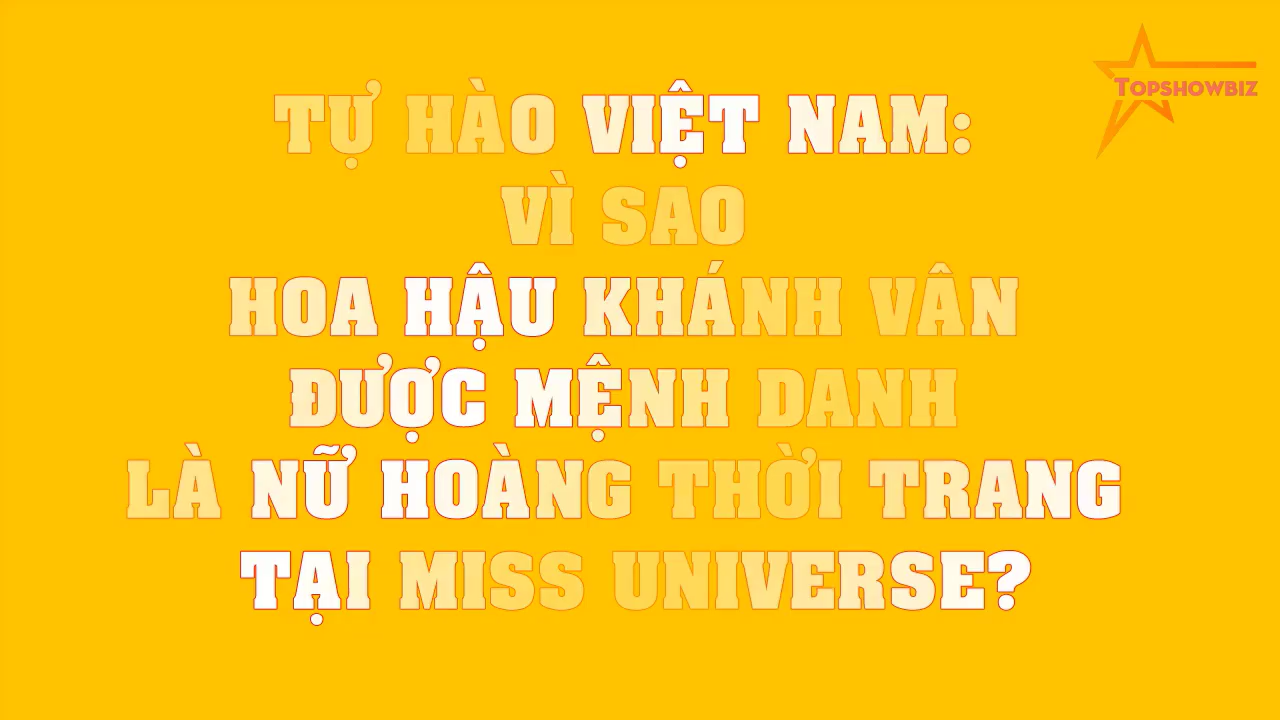 TOPSHOWBIZ
TỰ HÀO VIỆT NAM:
VÌ SAO
HOA HẬU KHÁNH VÂN
ĐƯỢC MỆNH DANH
LÀ NỮ HOÀNG THỜI TRANG
TẠI MISS UNIVERSE?